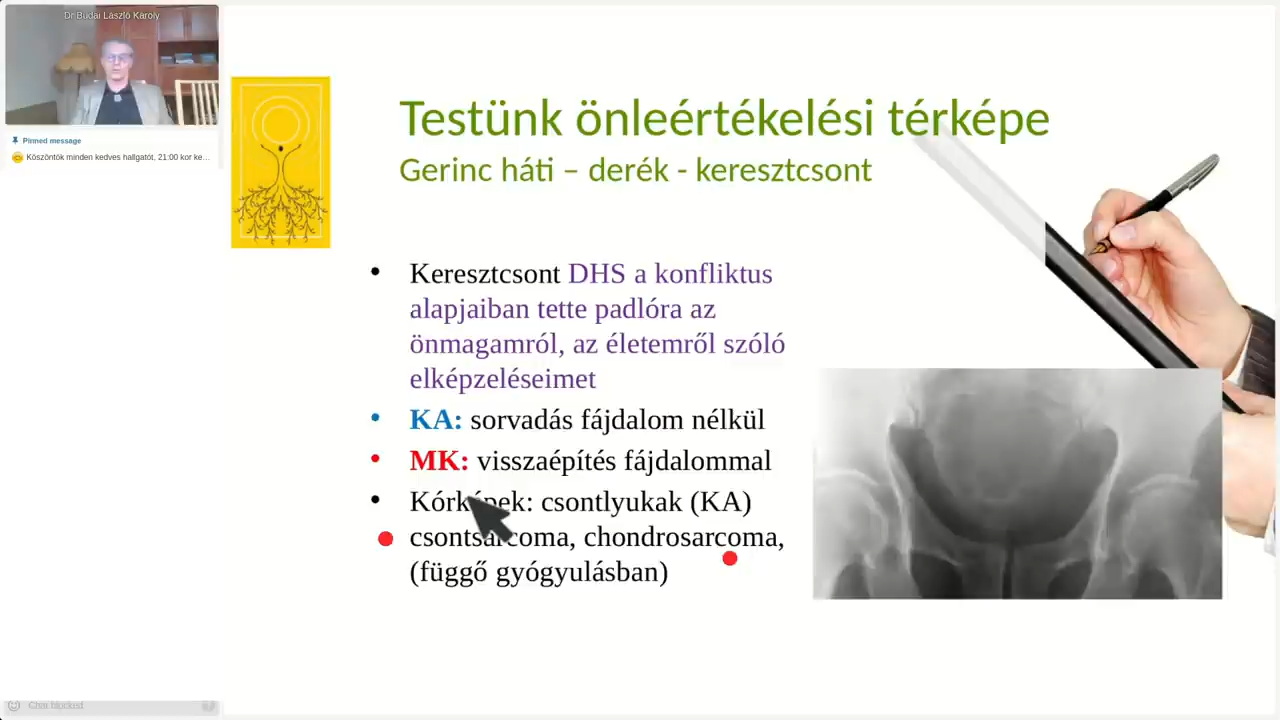 Dr Budai László Károly
Pinned message
Köszöntök minden kedves hallgatót, 21:00 kor ke...
Testünk önleértékelési térképe
Gerinc háti – derék - keresztcsont
Keresztcsont DHS a konfliktus
alapjaiban tette padlóra az
önmagamról, az életemről szóló
elképzeléseimet
KA: sorvadás fájdalom nélkül
MK: visszaépítés fájdalommal
Kórképek: csontlyukak (KA)
csontsarcoma, chondrosarcoma,
(függő gyógyulásban)
Chat blocked